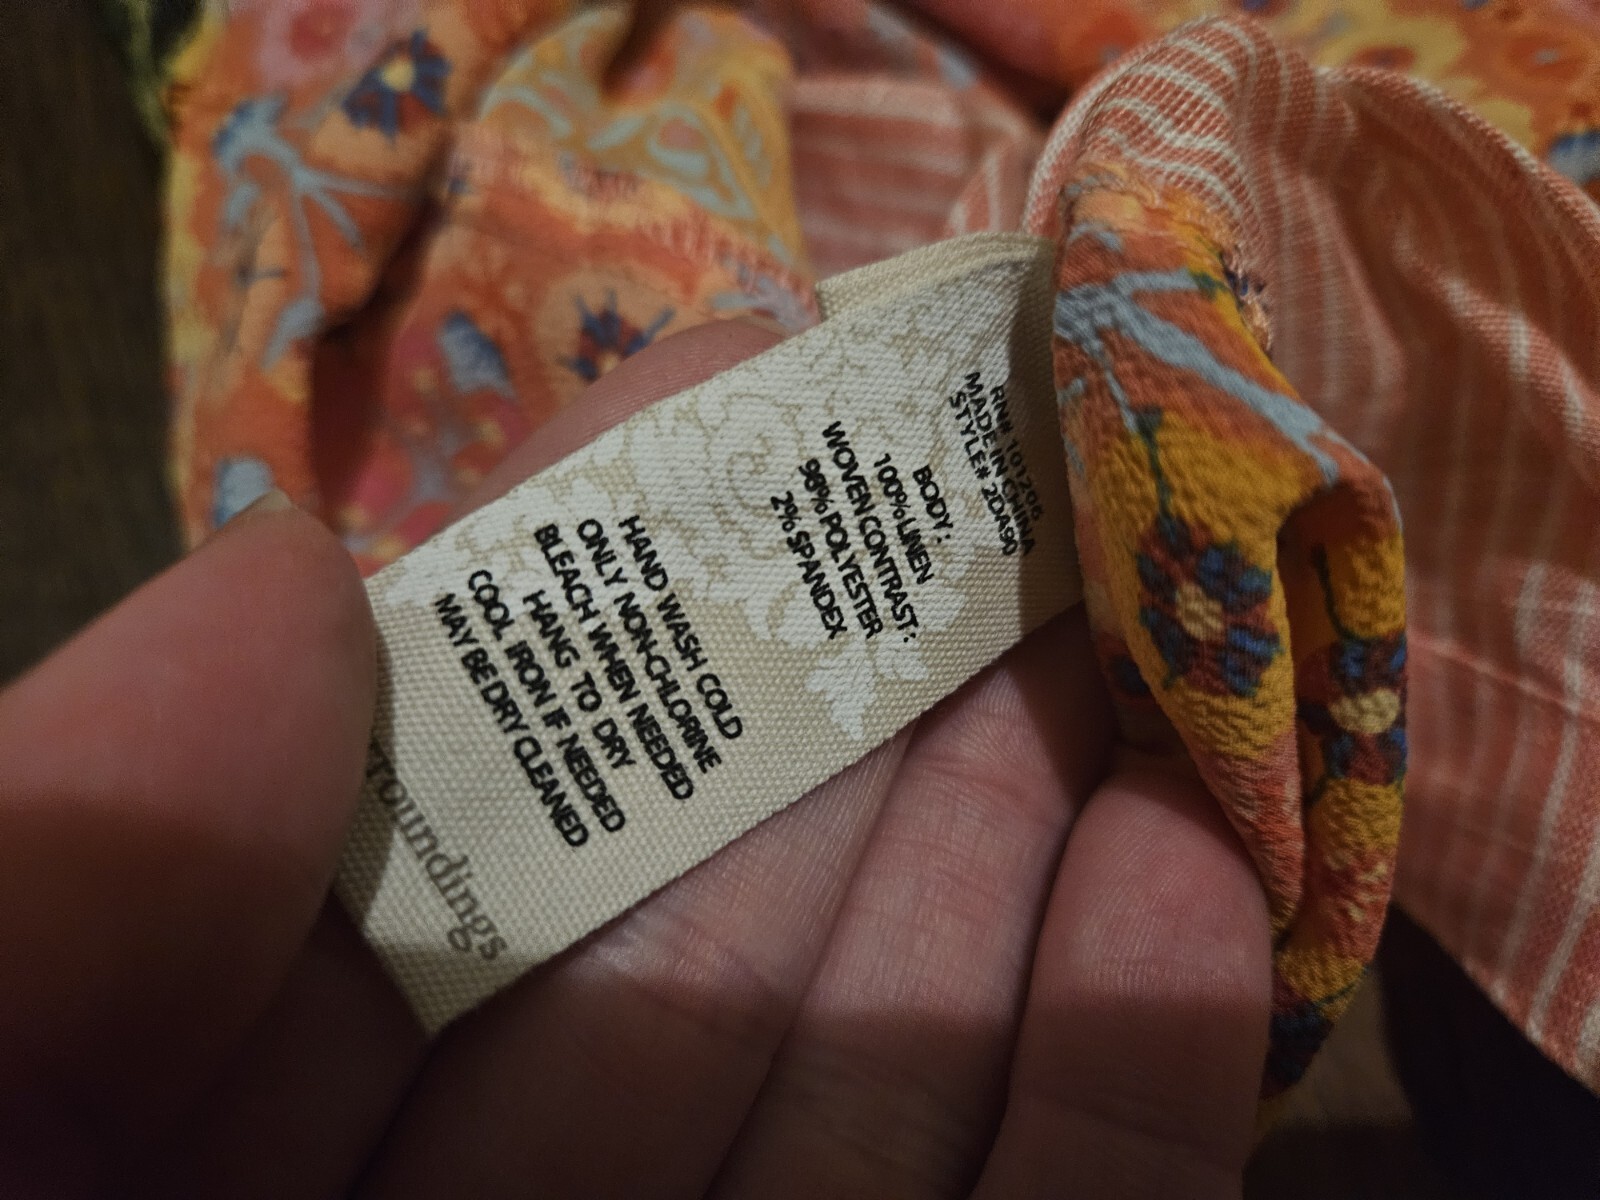 RN# 101296
MADE IN CHINA
STYLE# 2DA90
BODY :
100% LINEN
WOVEN CONTRAST:
98% POLYESTER
2% SPANDEX
HAND WASH COLD
ONLY NON-CHLORINE
BLEACH WHEN NEEDED
HANG TO DRY
COOL IRON IF NEEDED
MAY BE DRY CLEANED